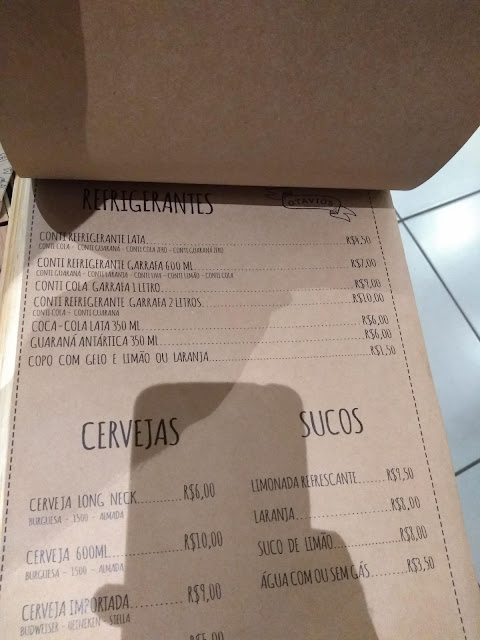 REFRIGERANTES
OTAVIOS
CONTI REFRIGERANTE LATA R$4,50
CONTI COLA - CONTI GUARANA - CONTI COLA ZERO - CONTI GUARANÁ ZERO
CONTI REFRIGERANTE GARRAFA 600 ML R$7,00
CONTI GUARANA - CONTI LARANJA - CONTI UVA - CONTI LIMÃO - CONTI COLA
CONTI COLA GARRAFA 1 LITRO R$9,00
CONTI REFRIGERANTE GARRAFA 2 LITROS R$10,00
CONTI COLA - CONTI GUARANA
COCA-COLA LATA 350 ML R$6,00
GUARANÁ ANTÁRTICA 350 ML R$6,00
COPO COM GELO E LIMÃO OU LARANJA R$1,50
CERVEJAS
CERVEJA LONG NECK R$6,00
BURGUESA - 1500 - ALMADA
CERVEJA 600ML R$10,00
BURGUESA - 1500 - ALMADA
CERVEJA IMPORTADA R$9,00
BUDWEISER - HEINEKEN - STELLA
SUCOS
LIMONADA REFRESCANTE R$9,50
LARANJA R$8,00
SUCO DE LIMÃO R$8,00
ÁGUA COM OU SEM GÁS R$3,50